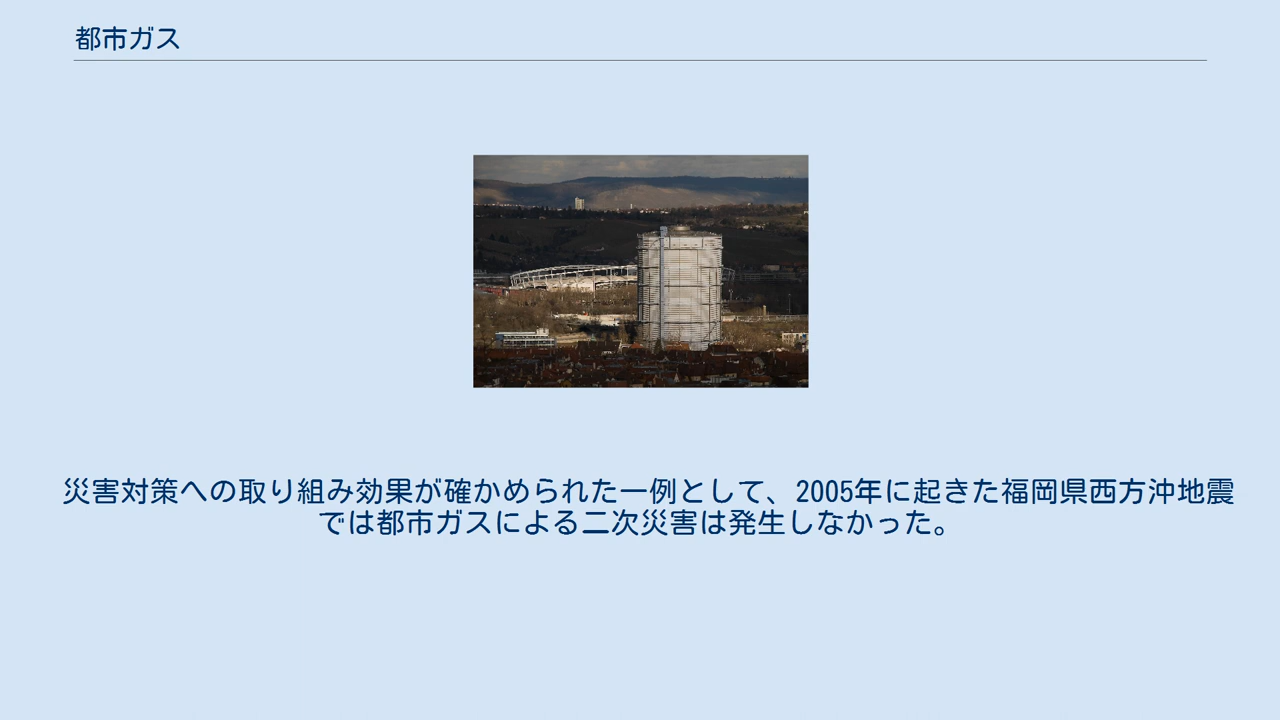 都市ガス
災害対策への取り組み効果が確かめられた一例として、2005年に起きた福岡県西方沖地震
では都市ガスによる二次災害は発生しなかった。